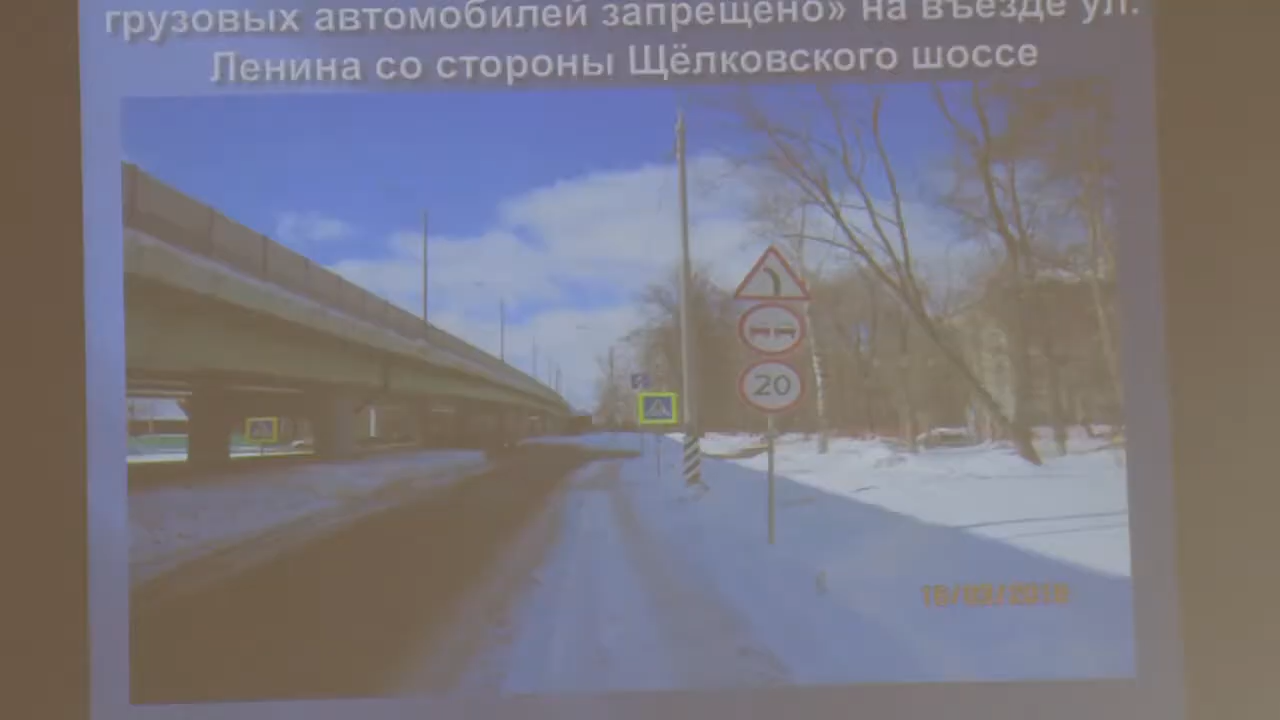 грузовых автомобилей запрещено» на въезде ул.
Ленина со стороны Щёлковского шоссе
20